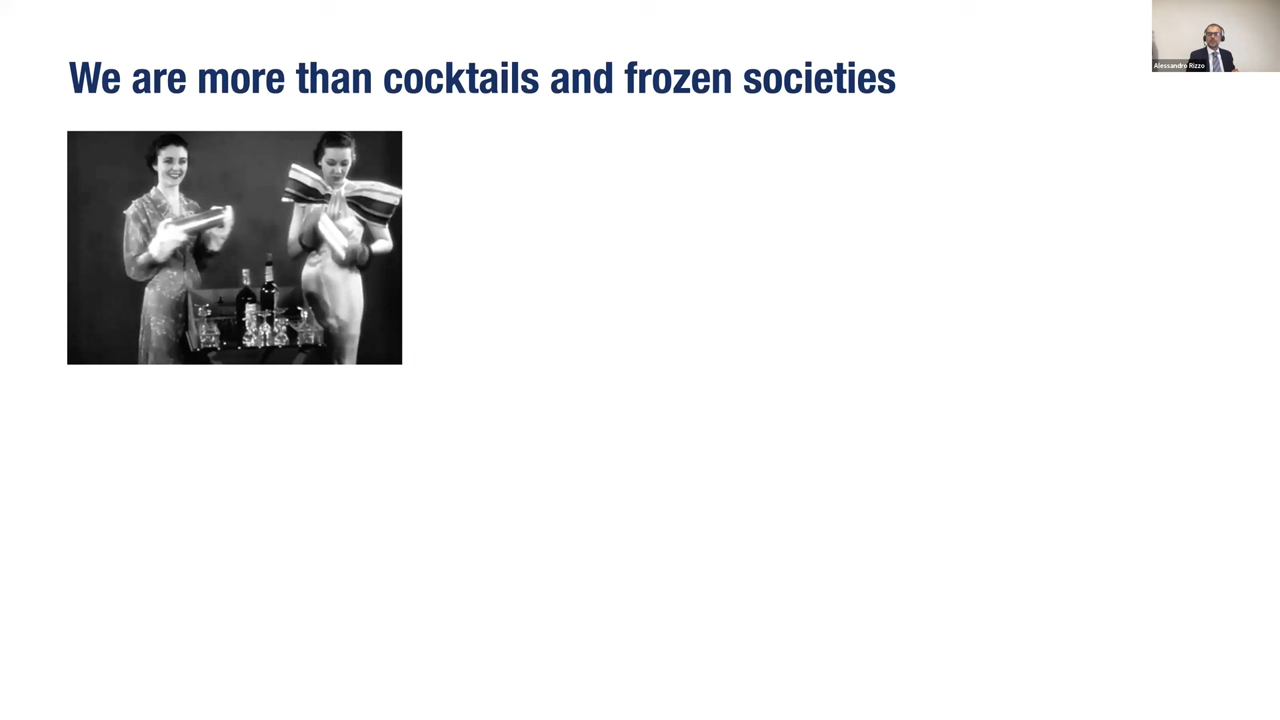 We are more than cocktails and frozen societies
Alessandro Rizzo